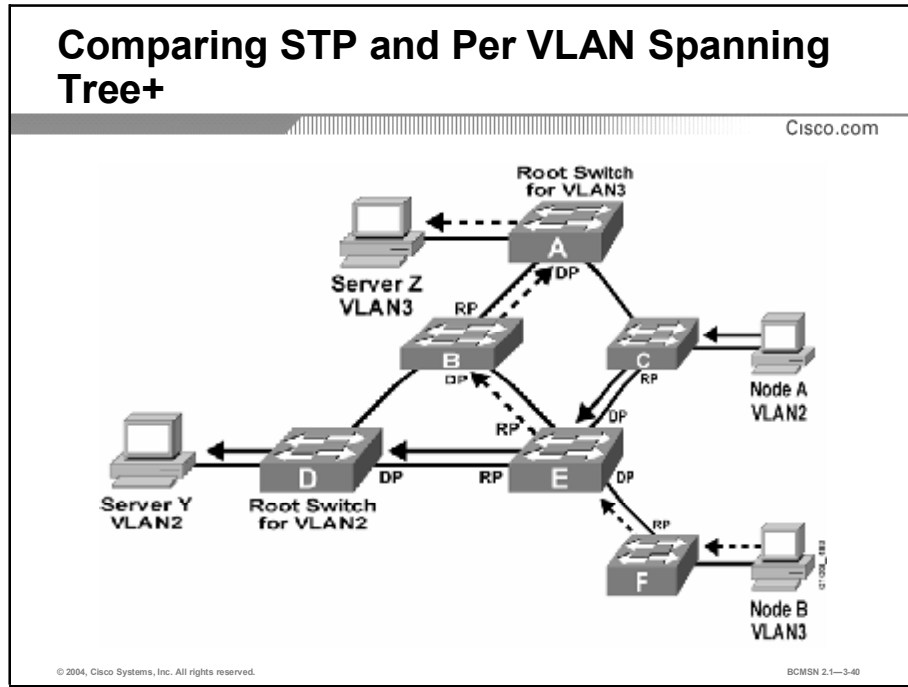 Comparing STP and Per VLAN Spanning
Tree+
Cisco.com
Root Switch
for VLAN3
A
DP
Server Z
VLAN3
RP
B
DP
C
RP
Node A
VLAN2
DP
RP
D
DP
RP
E
DP
Server Y
VLAN2
Root Switch
for VLAN2
RP
F
Node B
VLAN3
© 2004, Cisco Systems, Inc. All rights reserved.
BCMSN 2.1—3-40